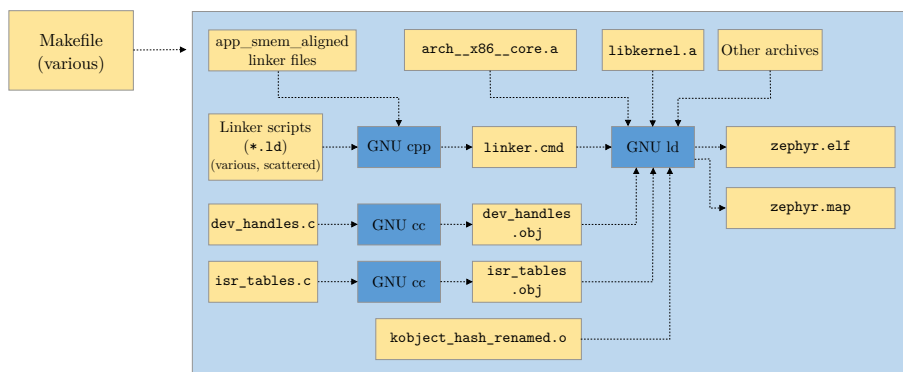 Makefile
(various)
app_smem_aligned
linker files
arch__x86__core.a
libkernel.a
Other archives
Linker scripts
(*.ld)
(various, scattered)
GNU cpp
linker.cmd
GNU ld
zephyr.elf
zephyr.map
dev_handles.c
GNU cc
dev_handles
.obj
isr_tables.c
GNU cc
isr_tables
.obj
kobject_hash_renamed.o